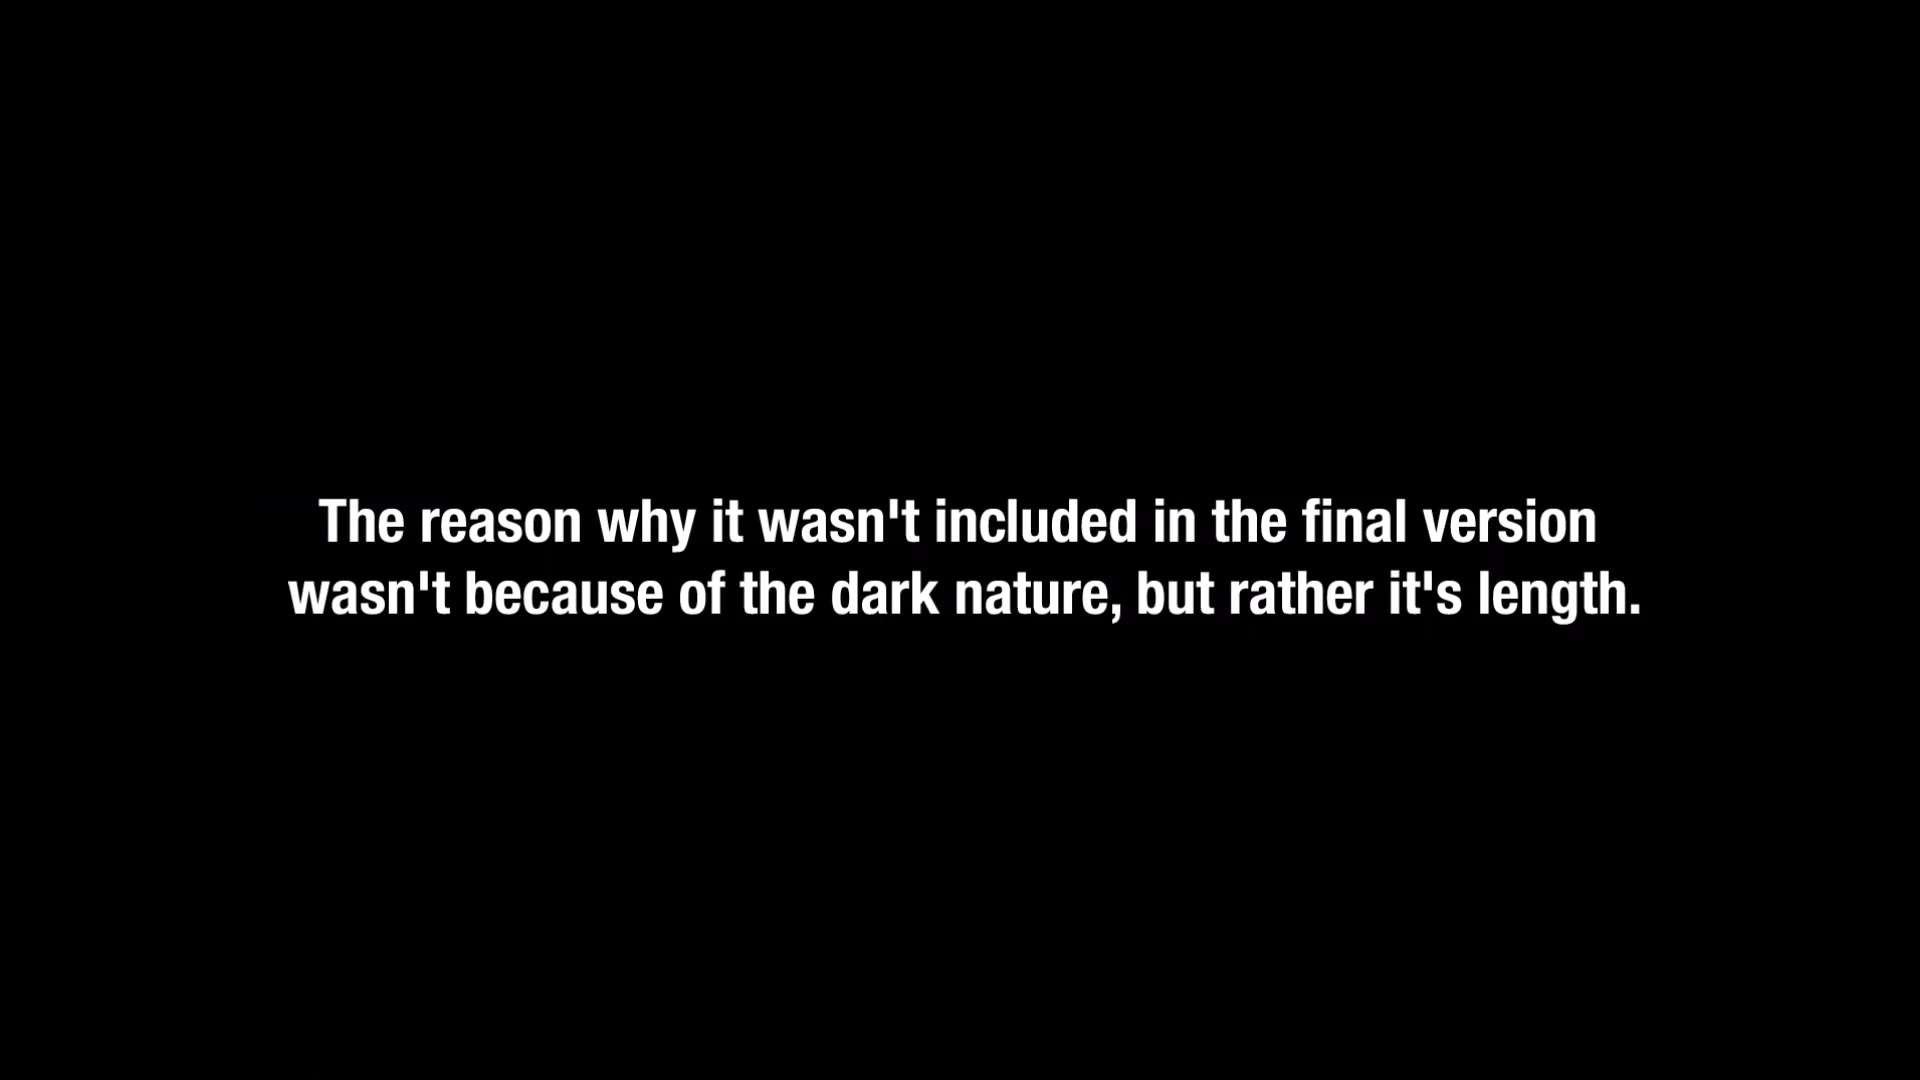 The reason why it wasn't included in the final version
wasn't because of the dark nature, but rather it's length.